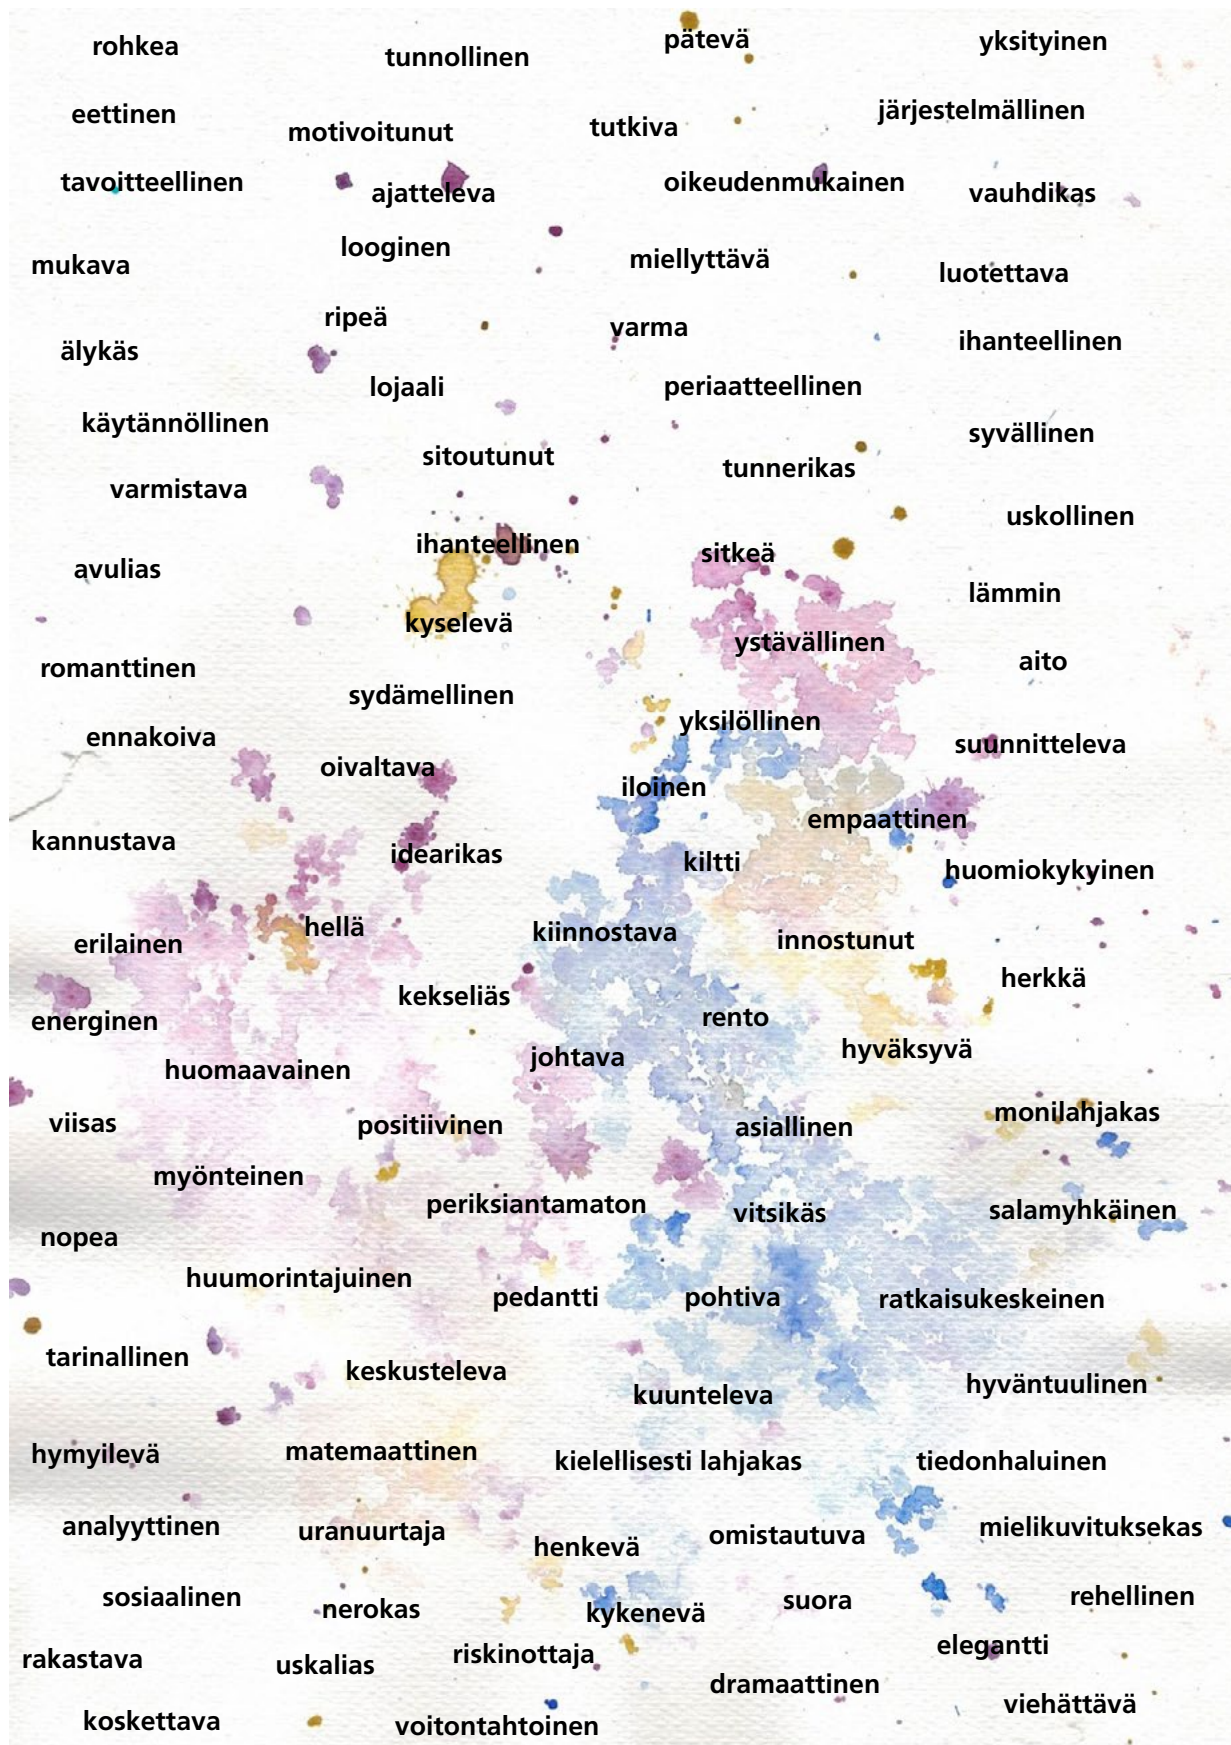 rohkea
tunnollinen
pätevä
yksityinen
eettinen
motivoitunut
tutkiva
järjestelmällinen
tavoitteellinen
ajatteleva
oikeudenmukainen
vauhdikas
mukava
looginen
miellyttävä
luotettava
älykäs
ripeä
varma
ihanteellinen
käytännöllinen
lojaali
periaatteellinen
syvällinen
varmistava
sitoutunut
tunnerikas
uskollinen
avulias
ihanteellinen
sitkeä
lämmin
kyselevä
ystävällinen
aito
romanttinen
sydämellinen
yksilöllinen
suunnitteleva
ennakoiva
oivaltava
iloinen
empaattinen
kannustava
idearikas
kiltti
huomiokykyinen
erilainen
hellä
kiinnostava
innostunut
herkkä
energinen
kekseliäs
rento
hyväksyvä
huomaavainen
johtava
viisas
positiivinen
asiallinen
monilahjakas
myönteinen
periksiantamaton
vitsikäs
salamyhkäinen
nopea
huumorintajuinen
pedantti
pohtiva
ratkaisukeskeinen
tarinallinen
keskusteleva
kuunteleva
hyväntuulinen
hymyilevä
matemaattinen
kielellisesti lahjakas
tiedonhaluinen
analyyttinen
uranuurtaja
henkevä
omistautuva
mielikuvituksekas
sosiaalinen
nerokas
kykenevä
suora
rehellinen
rakastava
uskalias
riskinottaja
elegantti
dramaattinen
viehättävä
koskettava
voitontahtoinen